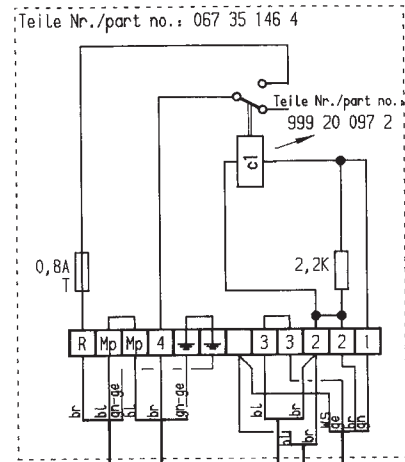 Teile Nr./part no.: 067 35 146 4
Teile Nr./part no.
999 20 097 2
c1
0,8A
T
2,2K
R Mp Mp 4 3 3 2 2 1
br bl gn-ge br gn-ge bl br ws ge br gn
bl br